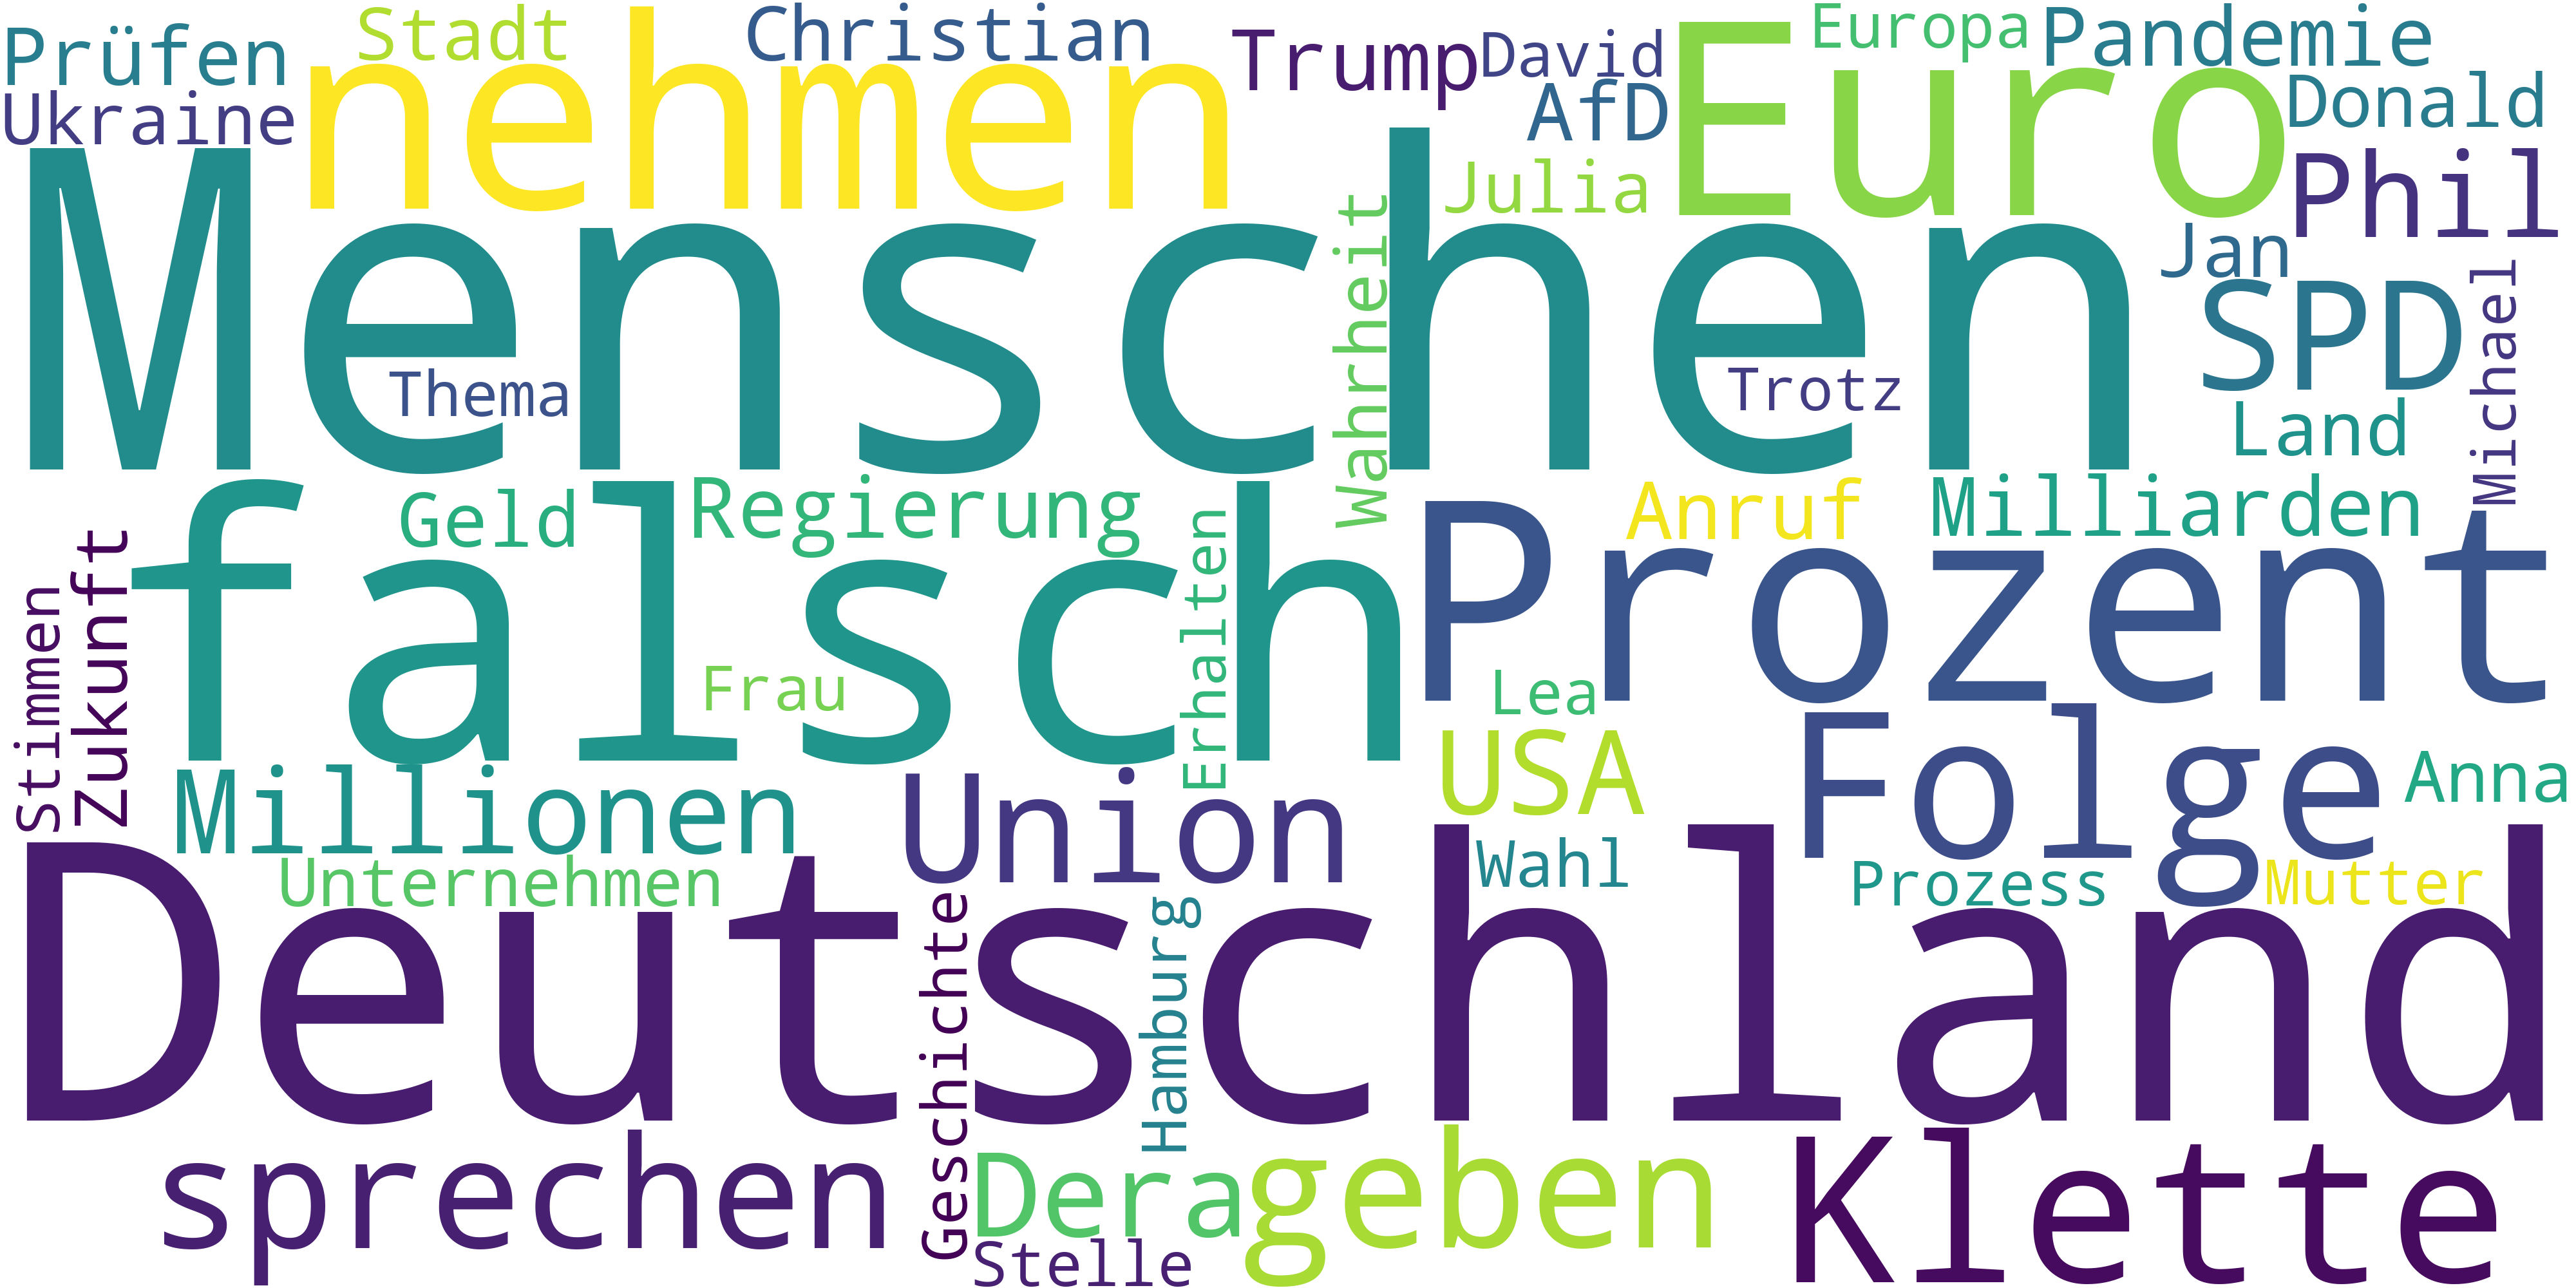 Prüfen
Stadt
Christian
Trump
David
Europa
Pandemie
Ukraine
nehmen
AfD
Euro
Donald
Julia
Phil
Menschen
Wahrheit
Jan
SPD
Michael
Thema
Trotz
Land
falsch
Geld
Regierung
Erhalten
Anruf
Milliarden
Prozent
Stimmen
Zukunft
Frau
Lea
Folge
Millionen
Union
USA
Anna
Unternehmen
Wahl
Prozess
Mutter
Deutschland
Geschichte
Hamburg
sprechen
Dera
geben
Klette
Stelle